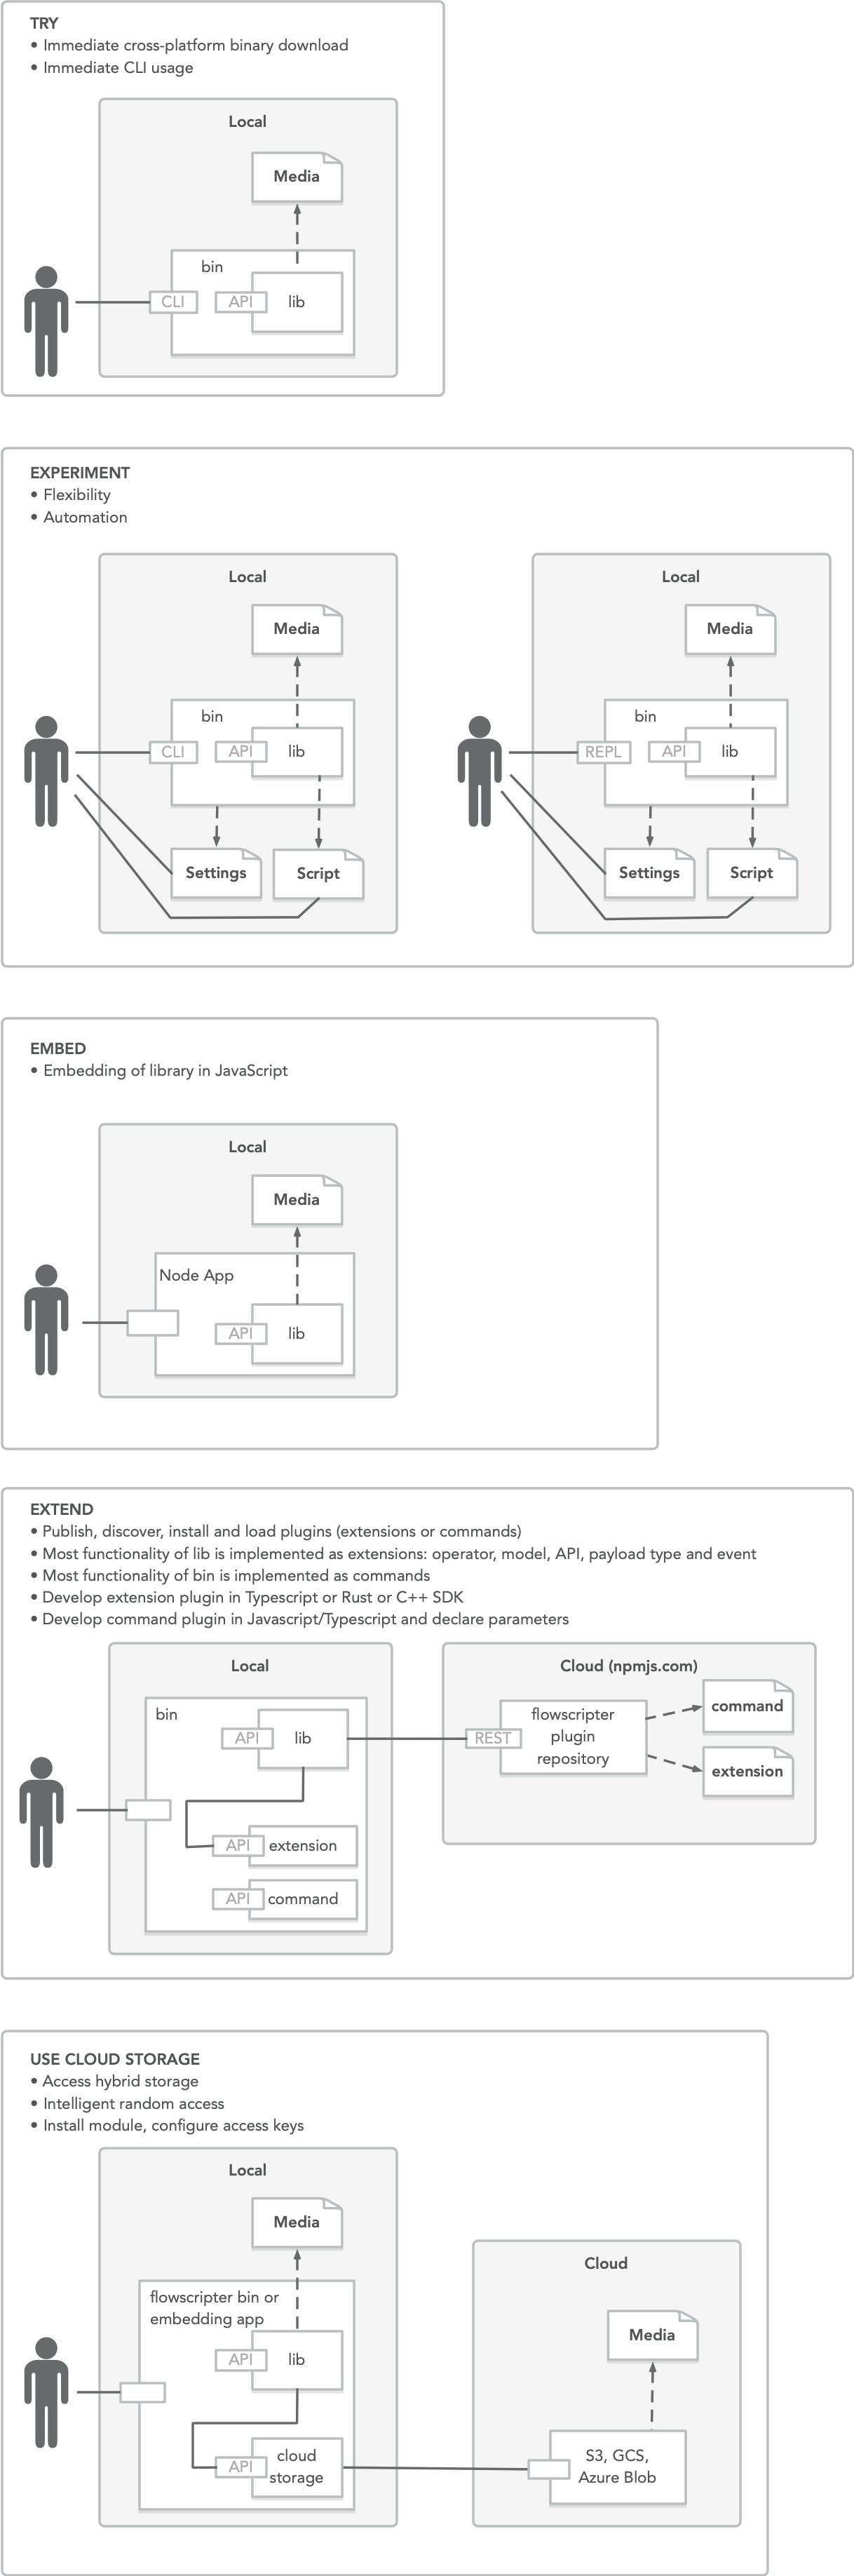 TRY
• Immediate cross-platform binary download
• Immediate CLI usage
Local
Media
bin
CLI
API
lib
EXPERIMENT
• Flexibility
• Automation
Local
Media
bin
CLI
API
lib
Settings
Script
Local
Media
bin
REPL
API
lib
Settings
Script
EMBED
• Embedding of library in JavaScript
Local
Media
Node App
API
lib
EXTEND
• Publish, discover, install and load plugins (extensions or commands)
• Most functionality of lib is implemented as extensions: operator, model, API, payload type and event
• Most functionality of bin is implemented as commands
• Develop extension plugin in Typescript or Rust or C++ SDK
• Develop command plugin in Javascript/Typescript and declare parameters
Local
bin
API
lib
API
extension
API
command
Cloud (npmjs.com)
REST
flowscripter
plugin
repository
command
extension
USE CLOUD STORAGE
• Access hybrid storage
• Intelligent random access
• Install module, configure access keys
Local
Media
flowscripter bin or
embedding app
API
lib
API
cloud
storage
Cloud
Media
S3, GCS,
Azure Blob